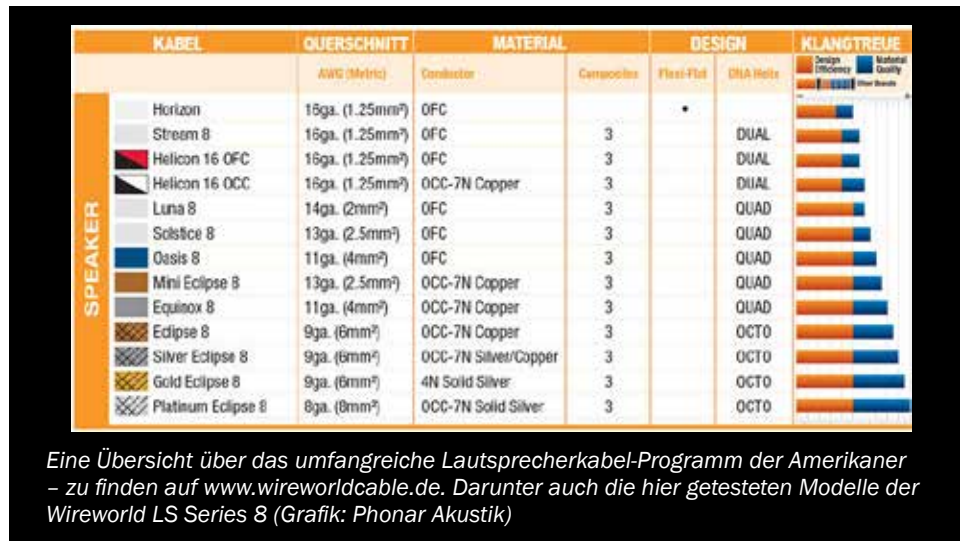 KABEL QUERSCHNITT MATERIAL DESIGN KLANGTREUE
AWG (Metric) Conductor Composilex Flexi-Flat DNA Helix Design Efficiency Material Quality
Other Brands
SPEAKER
Horizon 16ga. (1.25mm²) OFC •
Stream 8 16ga. (1.25mm²) OFC 3 DUAL
Helicon 16 OFC 16ga. (1.25mm²) OFC 3 DUAL
Helicon 16 OCC 16ga. (1.25mm²) OCC-7N Copper 3 DUAL
Luna 8 14ga. (2mm²) OFC 3 QUAD
Solstice 8 13ga. (2.5mm²) OFC 3 QUAD
Oasis 8 11ga. (4mm²) OFC 3 QUAD
Mini Eclipse 8 13ga. (2.5mm²) OCC-7N Copper 3 QUAD
Equinox 8 11ga. (4mm²) OCC-7N Copper 3 QUAD
Eclipse 8 9ga. (6mm²) OCC-7N Copper 3 OCTO
Silver Eclipse 8 9ga. (6mm²) OCC-7N Silver/Copper 3 OCTO
Gold Eclipse 8 9ga. (6mm²) 4N Solid Silver 3 OCTO
Platinum Eclipse 8 8ga. (8mm²) OCC-7N Solid Silver 3 OCTO
Eine Übersicht über das umfangreiche Lautsprecherkabel-Programm der Amerikaner
– zu finden auf www.wireworldcable.de. Darunter auch die hier getesteten Modelle der
Wireworld LS Series 8 (Grafik: Phonar Akustik)